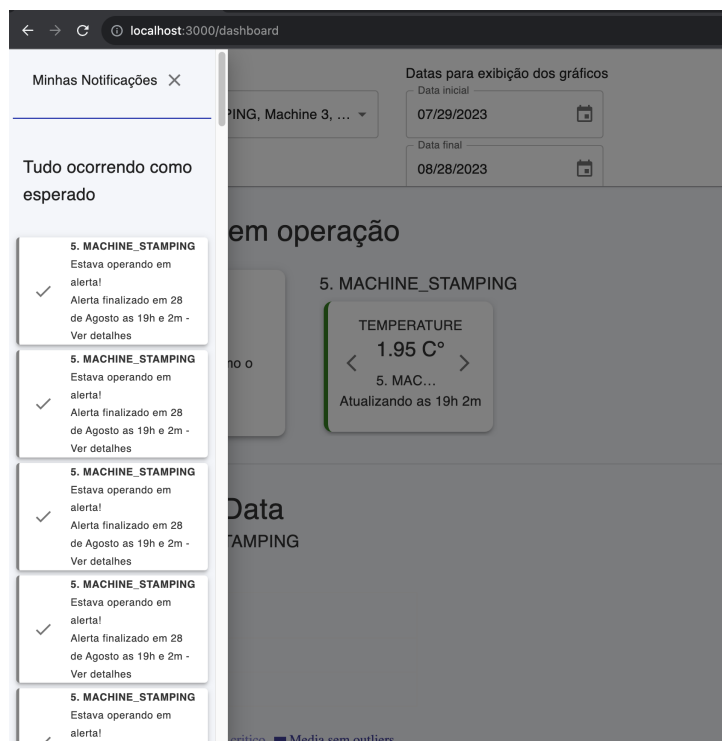 localhost:3000/dashboard
Minhas Notificações
Tudo ocorrendo como
esperado
5. MACHINE_STAMPING
Estava operando em
alerta!
Alerta finalizado em 28
de Agosto as 19h e 2m -
Ver detalhes
5. MACHINE_STAMPING
Estava operando em
alerta!
Alerta finalizado em 28
de Agosto as 19h e 2m -
Ver detalhes
5. MACHINE_STAMPING
Estava operando em
alerta!
Alerta finalizado em 28
de Agosto as 19h e 2m -
Ver detalhes
5. MACHINE_STAMPING
Estava operando em
alerta!
Alerta finalizado em 28
de Agosto as 19h e 2m -
Ver detalhes
5. MACHINE_STAMPING
Estava operando em
alerta!
PING, Machine 3, ...
Datas para exibição dos gráficos
Data inicial
07/29/2023
Data final
08/28/2023
em operação
no o
5. MACHINE_STAMPING
TEMPERATURE
1.95 C°
5. MAC...
Atualizando as 19h 2m
Data
TAMPING
critico Media sem outliers